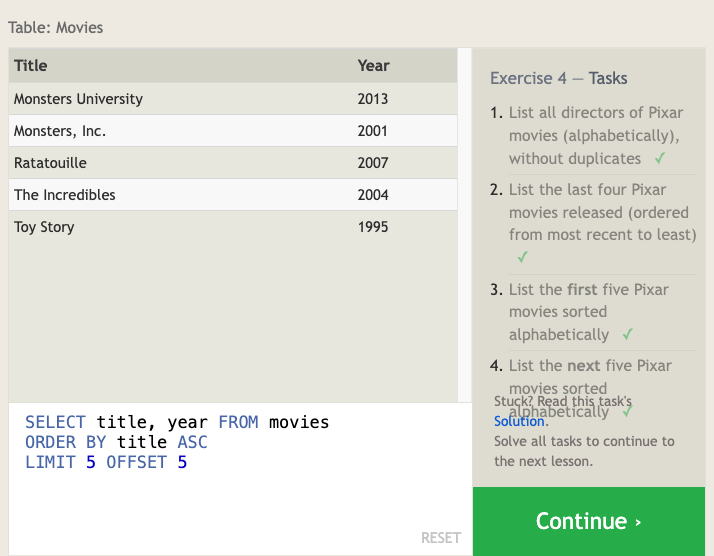 Table: Movies
Title Year
Monsters University 2013
Monsters, Inc. 2001
Ratatouille 2007
The Incredibles 2004
Toy Story 1995
SELECT title, year FROM movies
ORDER BY title ASC
LIMIT 5 OFFSET 5
RESET
Exercise 4 — Tasks
1. List all directors of Pixar
movies (alphabetically),
without duplicates ✓
2. List the last four Pixar
movies released (ordered
from most recent to least)
✓
3. List the first five Pixar
movies sorted
alphabetically ✓
4. List the next five Pixar
movies sorted
alphabetically ✓
Stuck? Read this task's
Solution.
Solve all tasks to continue to
the next lesson.
Continue ›